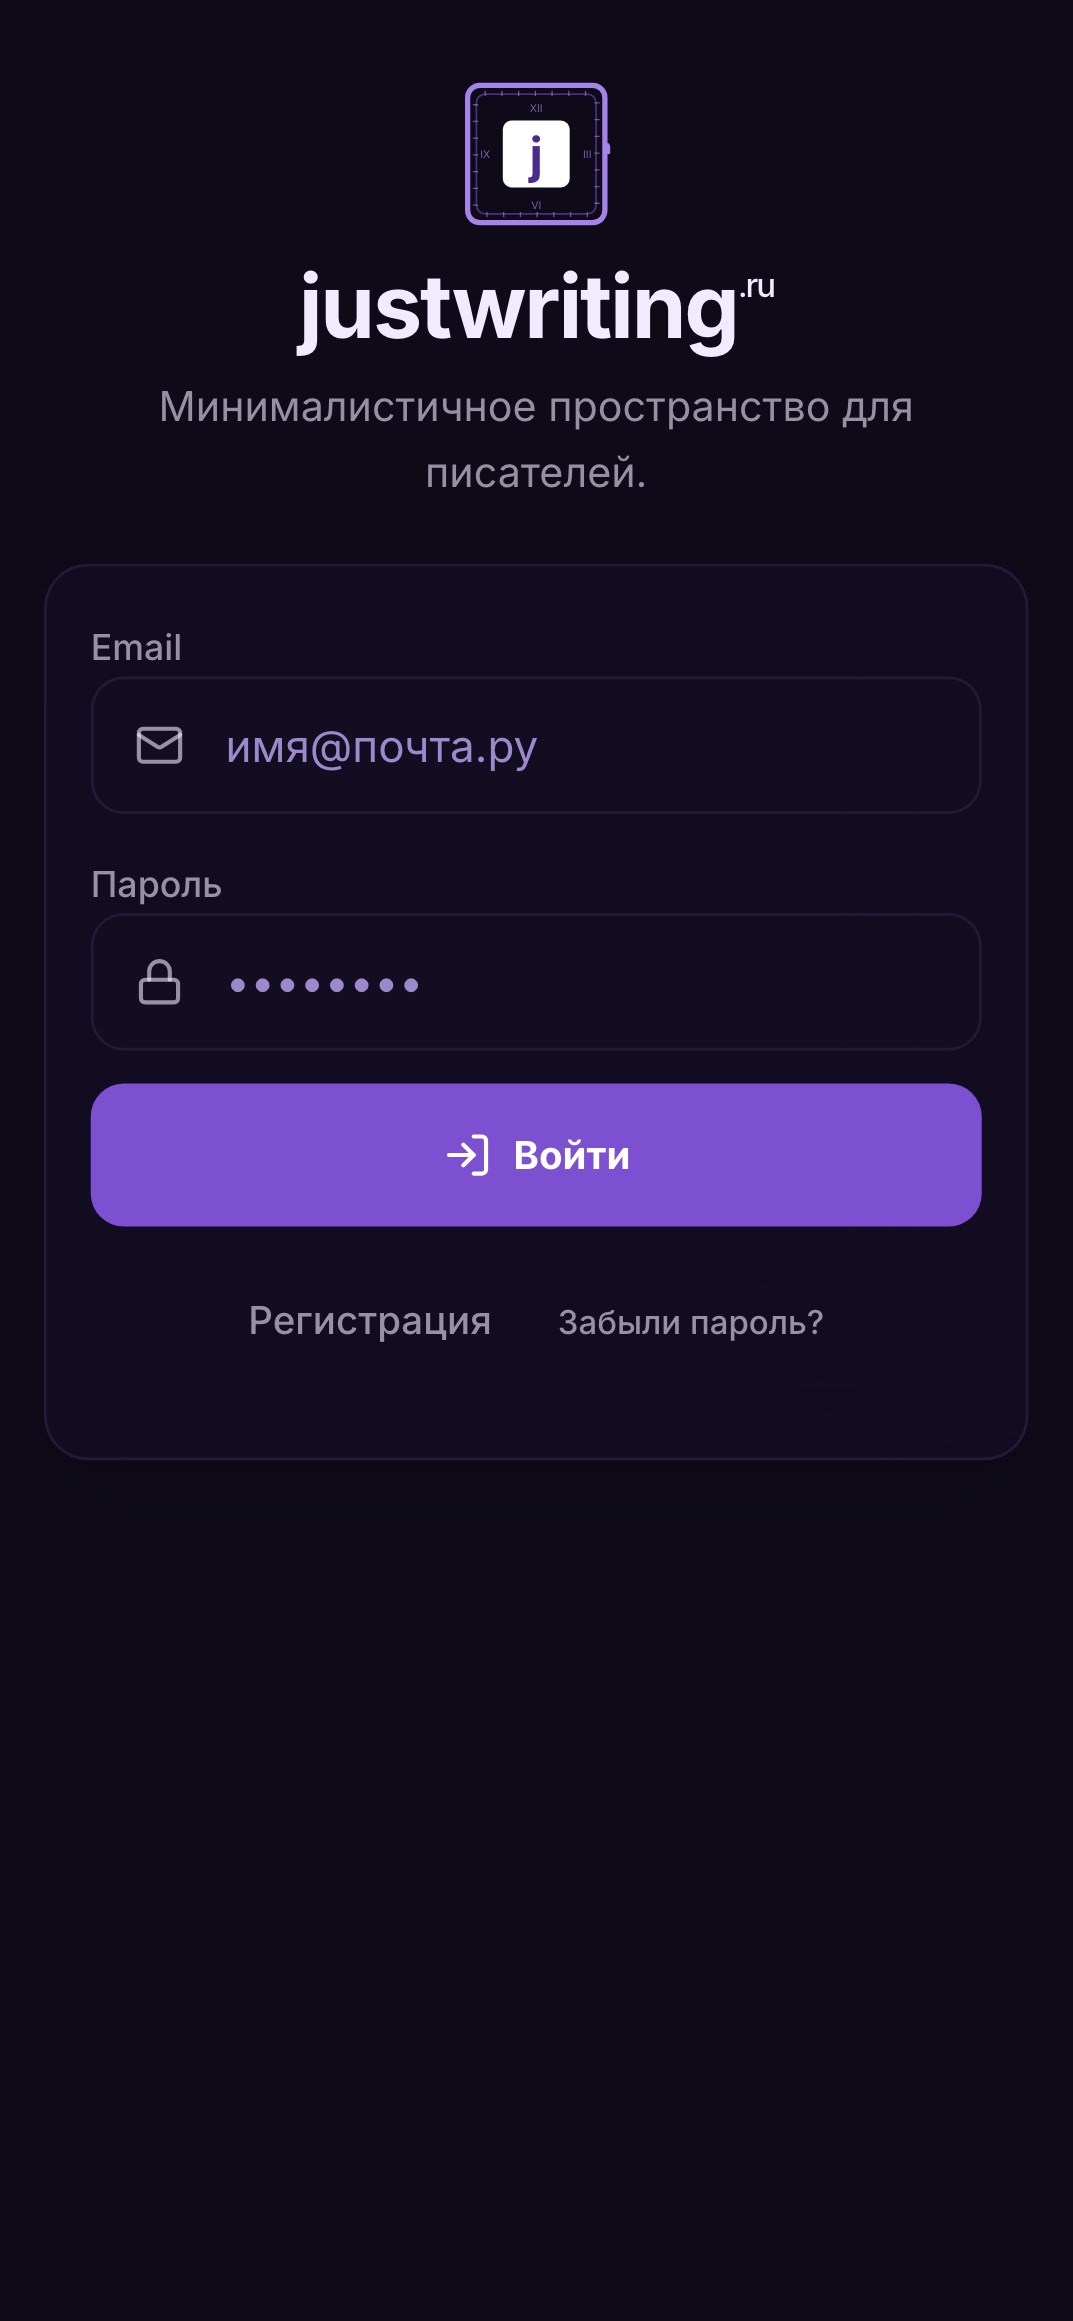 XII
IX
j
III
VI
justwriting.ru
Минималистичное пространство для
писателей.
Email
имя@почта.ру
Пароль
••••••••
Войти
Регистрация Забыли пароль?